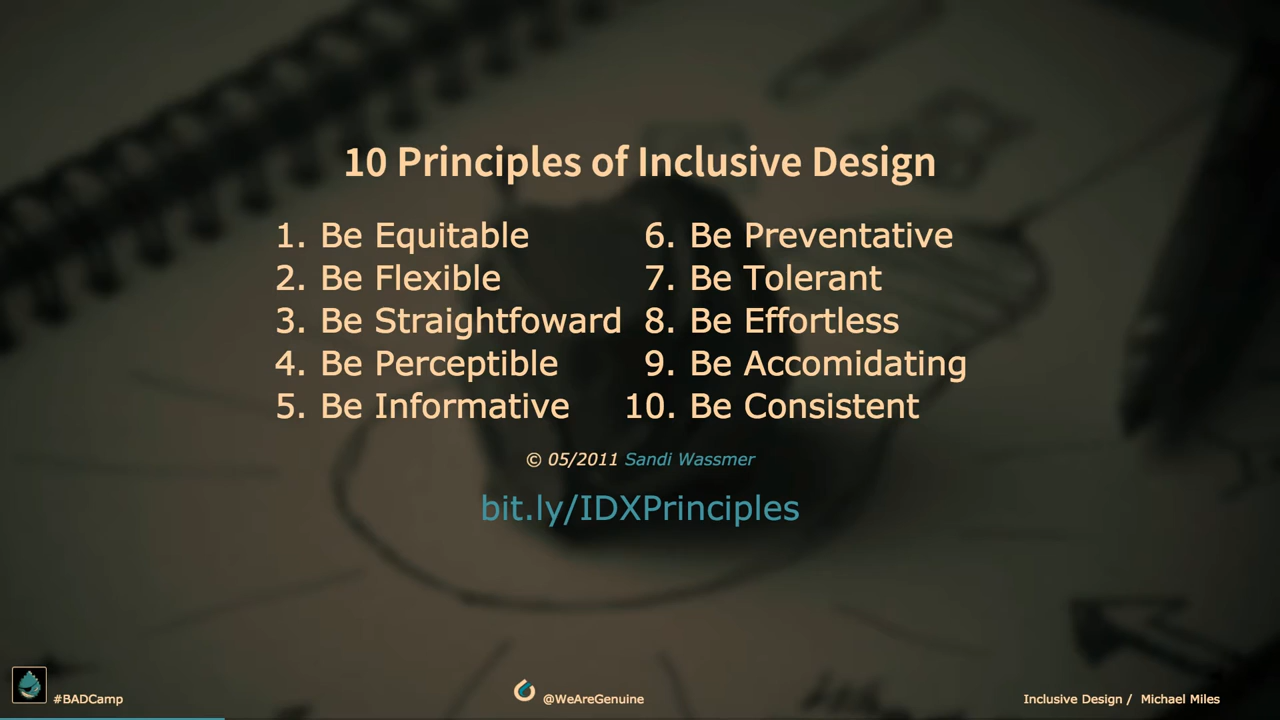 10 Principles of Inclusive Design
1. Be Equitable
2. Be Flexible
3. Be Straightfoward
4. Be Perceptible
5. Be Informative
6. Be Preventative
7. Be Tolerant
8. Be Effortless
9. Be Accomidating
10. Be Consistent
© 05/2011 Sandi Wassmer
bit.ly/IDXPrinciples
#BADCamp
@WeAreGenuine
Inclusive Design / Michael Miles